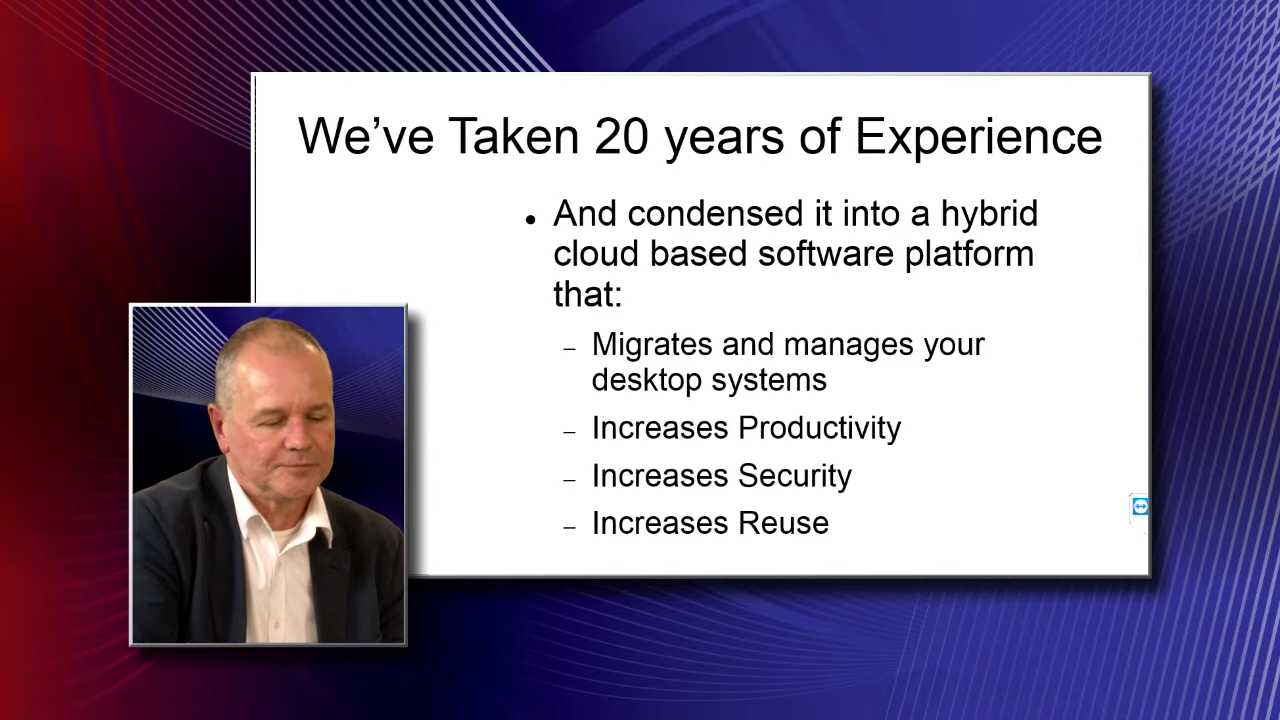 We’ve Taken 20 years of Experience
● And condensed it into a hybrid
cloud based software platform
that:
– Migrates and manages your
desktop systems
– Increases Productivity
– Increases Security
– Increases Reuse